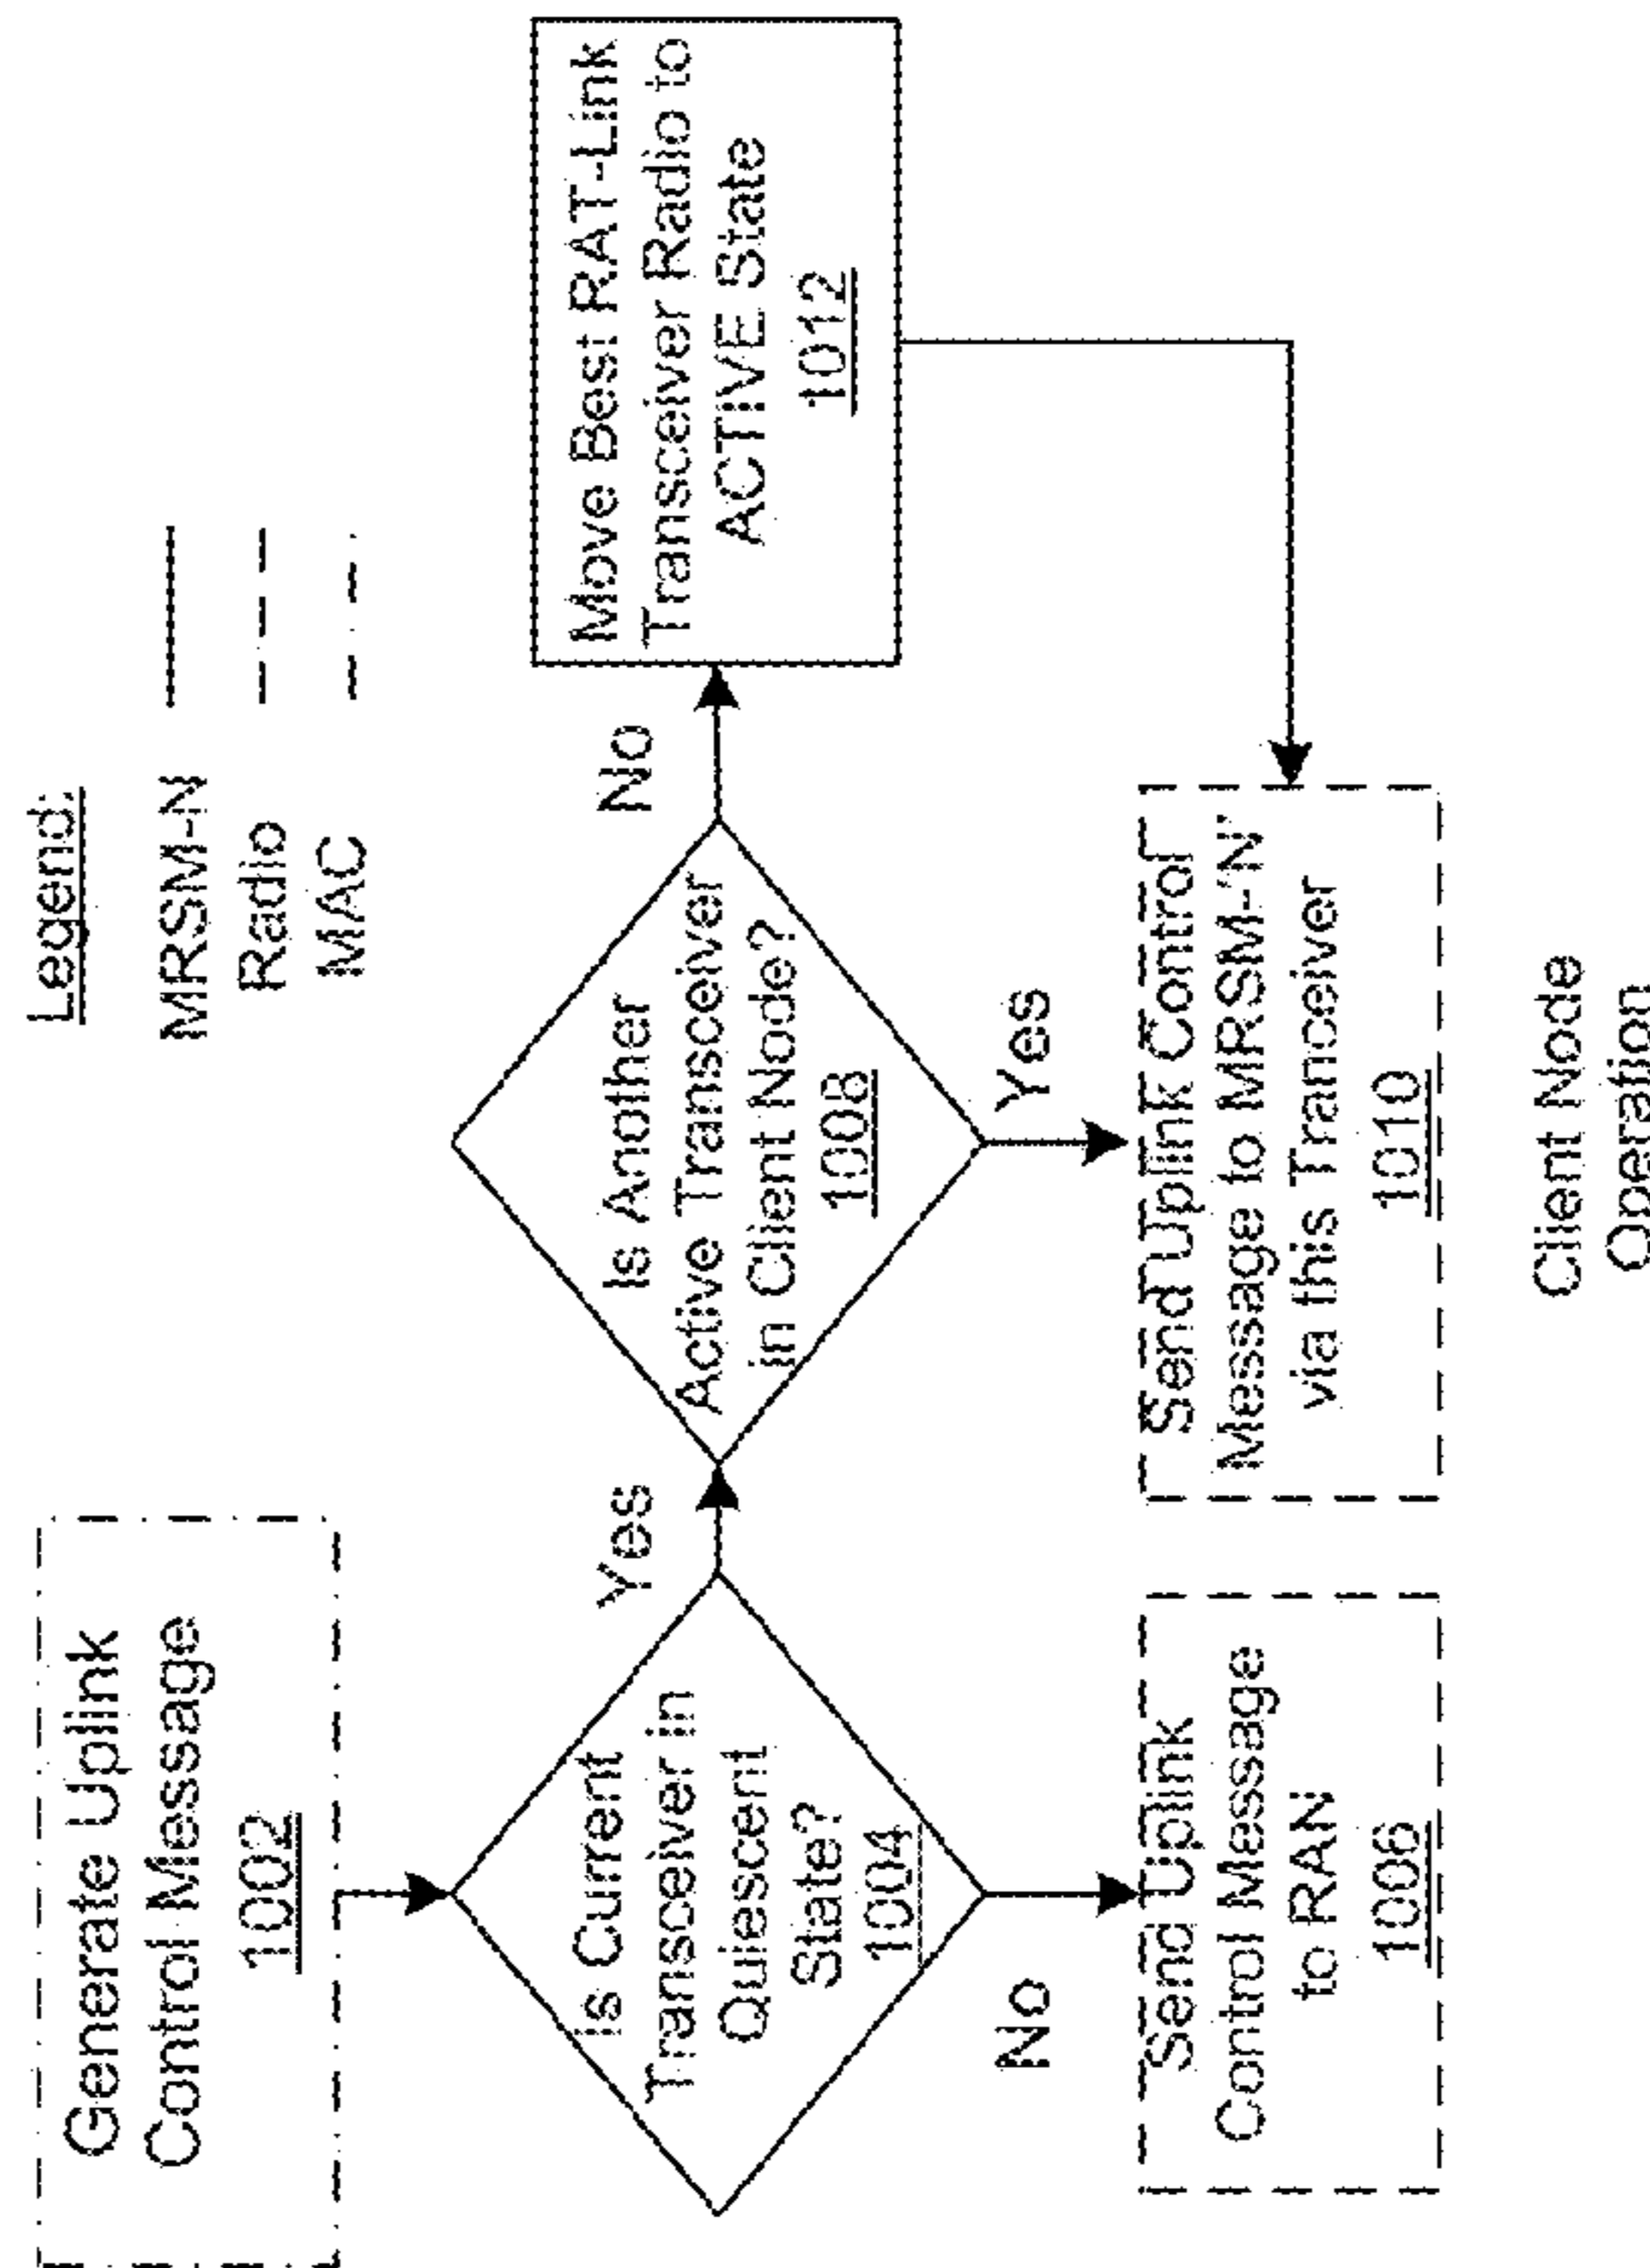 Legend:
MRSM-N
Radio
MAC
Generate Uplink
Control Message
1002
Is Current
Transceiver in
Quiescent
State?
1004
Yes
No
Send Uplink
Control Message
to RAN
1006
Is Another
Active Transceiver
in Client Node?
1008
No
Yes
Move Best RAT-Link
Transceiver Radio to
ACTIVE State
1012
Send Uplink Control
Message to MRSM-'N'
via this Tranceiver
1010
Client Node
Operation